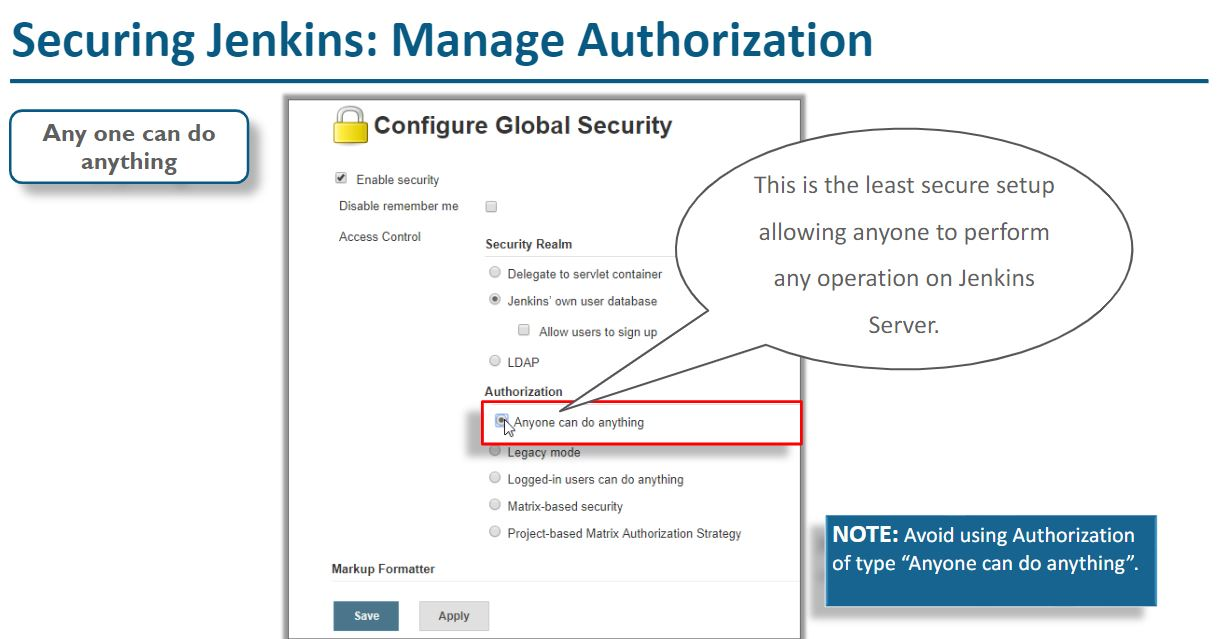 Securing Jenkins: Manage Authorization
Any one can do
anything
Configure Global Security
Enable security
Disable remember me
Access Control
Security Realm
Delegate to servlet container
Jenkins' own user database
Allow users to sign up
LDAP
Authorization
Anyone can do anything
Legacy mode
Logged-in users can do anything
Matrix-based security
Project-based Matrix Authorization Strategy
Markup Formatter
Save
Apply
This is the least secure setup
allowing anyone to perform
any operation on Jenkins
Server.
NOTE: Avoid using Authorization
of type “Anyone can do anything”.